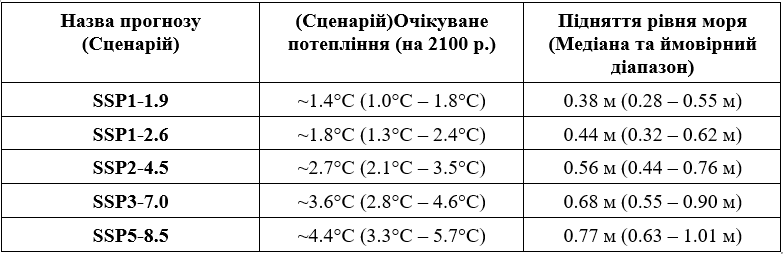 Назва прогнозу
(Сценарій)
(Сценарій)Очікуване
потепління (на 2100 р.)
Підняття рівня моря
(Медіана та ймовірний
діапазон)
SSP1-1.9 ~1.4°C (1.0°C – 1.8°C) 0.38 м (0.28 – 0.55 м)
SSP1-2.6 ~1.8°C (1.3°C – 2.4°C) 0.44 м (0.32 – 0.62 м)
SSP2-4.5 ~2.7°C (2.1°C – 3.5°C) 0.56 м (0.44 – 0.76 м)
SSP3-7.0 ~3.6°C (2.8°C – 4.6°C) 0.68 м (0.55 – 0.90 м)
SSP5-8.5 ~4.4°C (3.3°C – 5.7°C) 0.77 м (0.63 – 1.01 м)